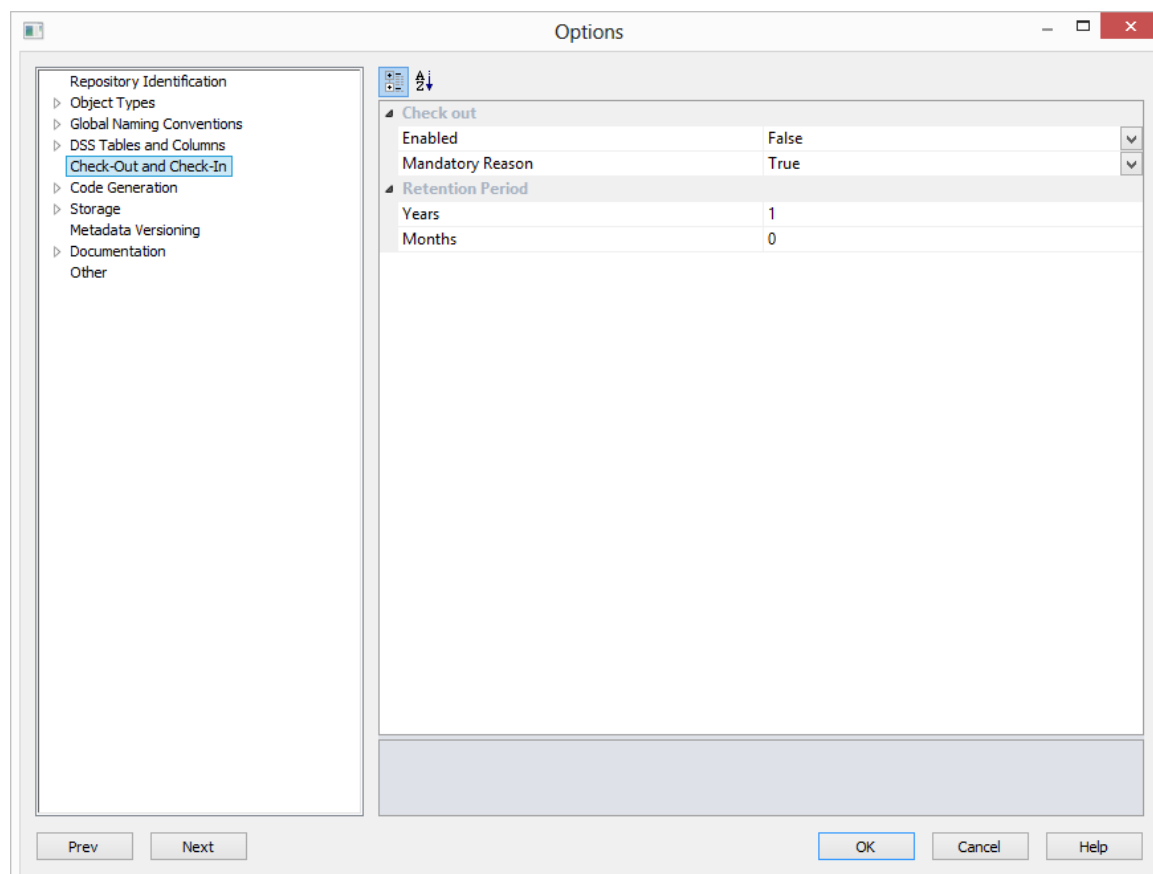 Options
Repository Identification
Object Types
Global Naming Conventions
DSS Tables and Columns
Check-Out and Check-In
Code Generation
Storage
Metadata Versioning
Documentation
Other
A
Z
Check out
Enabled False
Mandatory Reason True
Retention Period
Years 1
Months 0
Prev Next OK Cancel Help